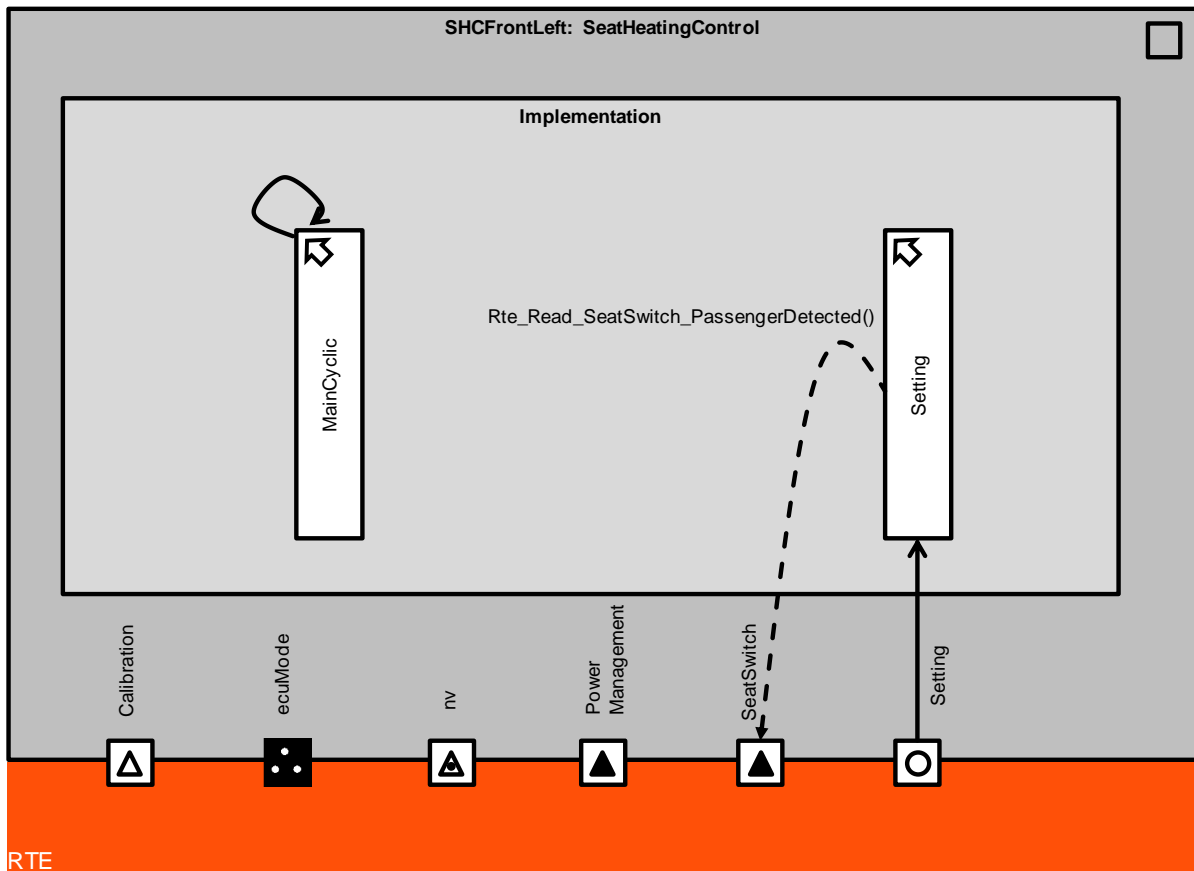 SHCFrontLeft: SeatHeatingControl
Implementation
MainCyclic
Rte_Read_SeatSwitch_PassengerDetected()
Setting
Calibration
ecuMode
nv
Power
Management
SeatSwitch
Setting
RTE